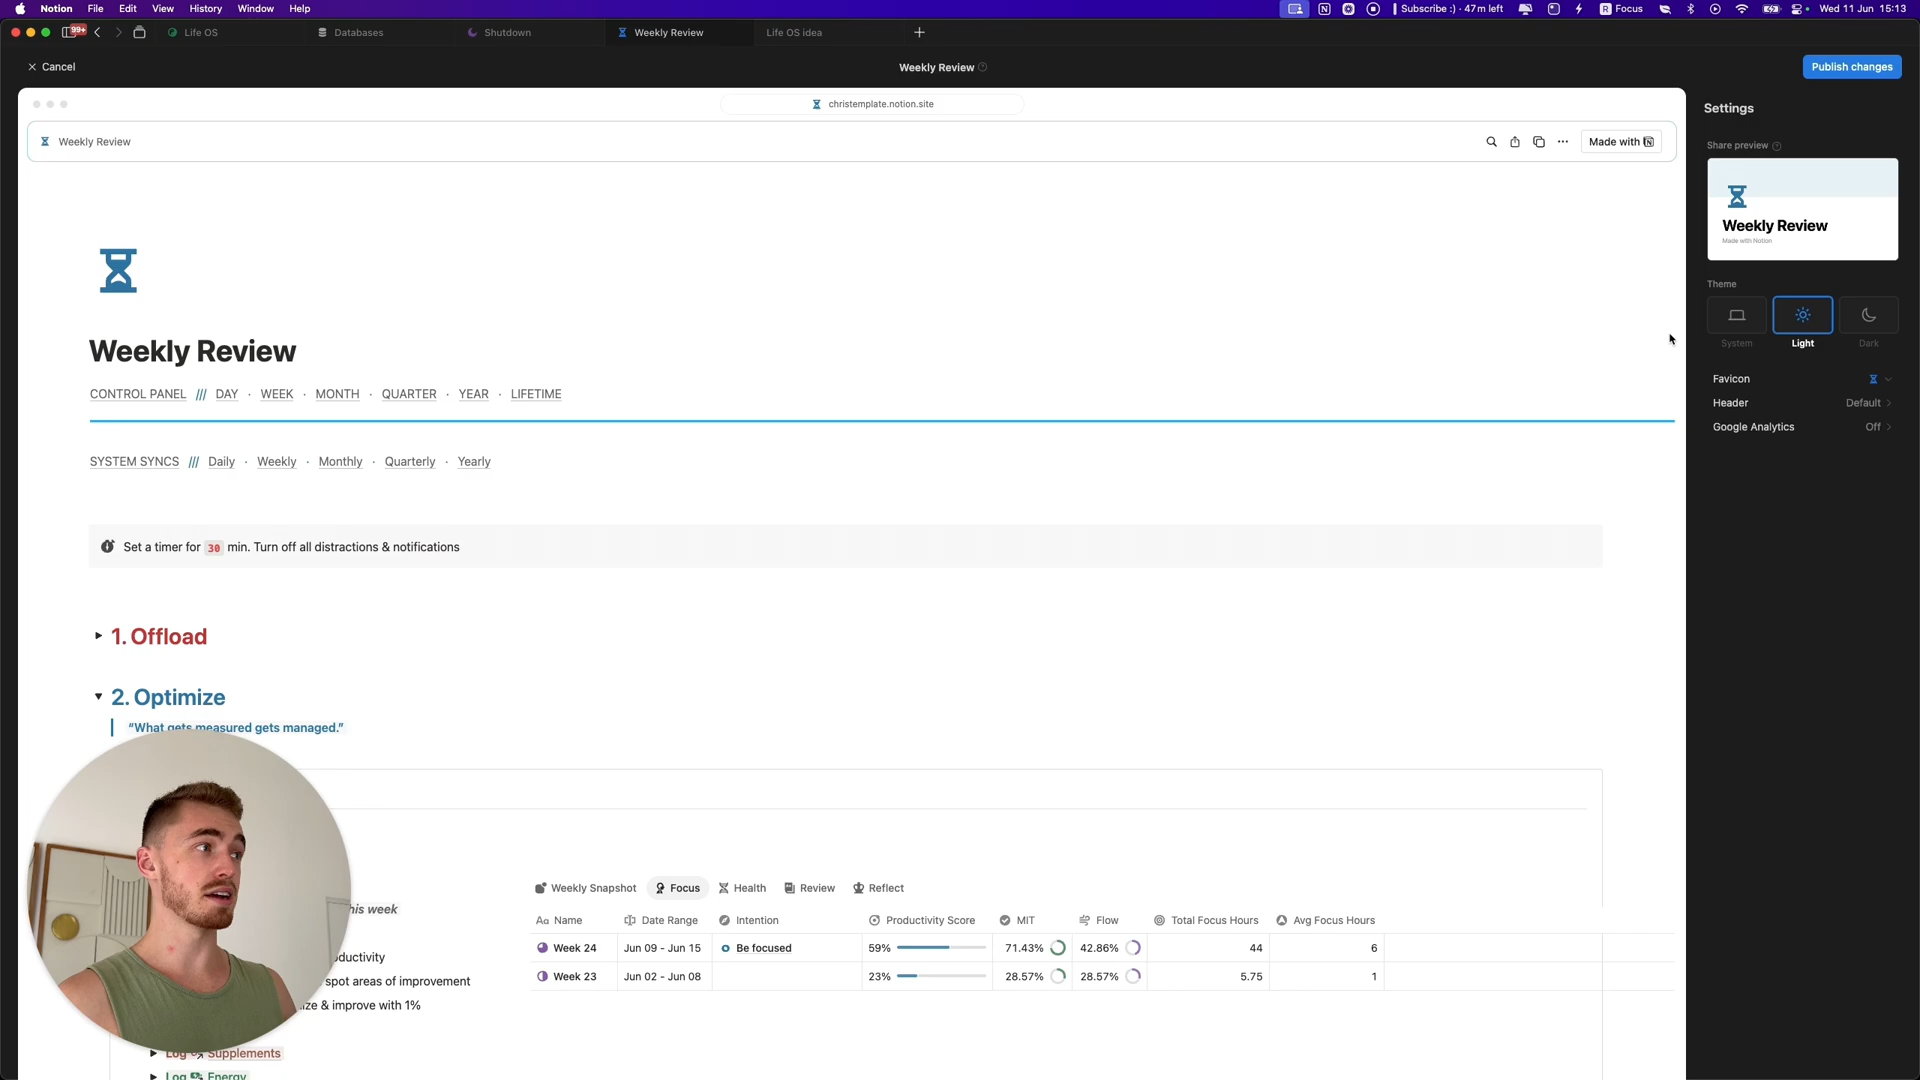 Notion File Edit View History Window Help
Subscribe :) · 47m left
Focus
Wed 11 Jun 15:13
99+
Life OS
Databases
Shutdown
Weekly Review
Life OS idea
Cancel
Weekly Review
Publish changes
christemplate.notion.site
Weekly Review
Made with
Settings
Share preview
Weekly Review
Made with Notion
Theme
System
Light
Dark
Favicon
Header Default
Google Analytics Off
Weekly Review
CONTROL PANEL /// DAY · WEEK · MONTH · QUARTER · YEAR · LIFETIME
SYSTEM SYNCS /// Daily · Weekly · Monthly · Quarterly · Yearly
Set a timer for 30 min. Turn off all distractions & notifications
1. Offload
2. Optimize
“What gets measured gets managed.”
Weekly Snapshot Focus Health Review Reflect
his week
Aa Name Date Range Intention Productivity Score MIT Flow Total Focus Hours Avg Focus Hours
Week 24 Jun 09 - Jun 15 Be focused 59% 71.43% 42.86% 44 6
oductivity
Week 23 Jun 02 - Jun 08 23% 28.57% 28.57% 5.75 1
spot areas of improvement
ize & improve with 1%
Log Supplements
Log Energy